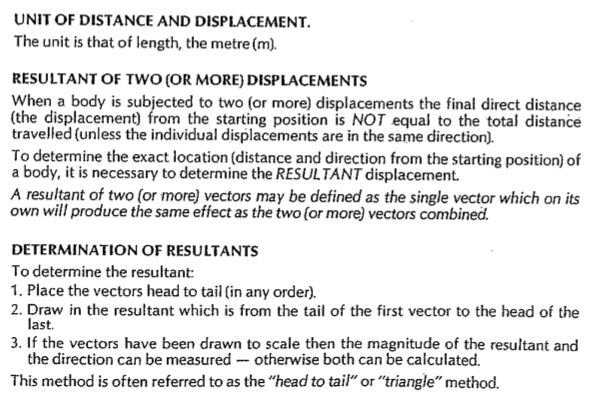 UNIT OF DISTANCE AND DISPLACEMENT.
The unit is that of length, the metre (m).
RESULTANT OF TWO (OR MORE) DISPLACEMENTS
When a body is subjected to two (or more) displacements the final direct distance
(the displacement) from the starting position is NOT equal to the total distance
travelled (unless the individual displacements are in the same direction).
To determine the exact location (distance and direction from the starting position) of
a body, it is necessary to determine the RESULTANT displacement.
A resultant of two (or more) vectors may be defined as the single vector which on its
own will produce the same effect as the two (or more) vectors combined.
DETERMINATION OF RESULTANTS
To determine the resultant:
1. Place the vectors head to tail (in any order).
2. Draw in the resultant which is from the tail of the first vector to the head of the
last.
3. If the vectors have been drawn to scale then the magnitude of the resultant and
the direction can be measured — otherwise both can be calculated.
This method is often referred to as the "head to tail" or "triangle" method.